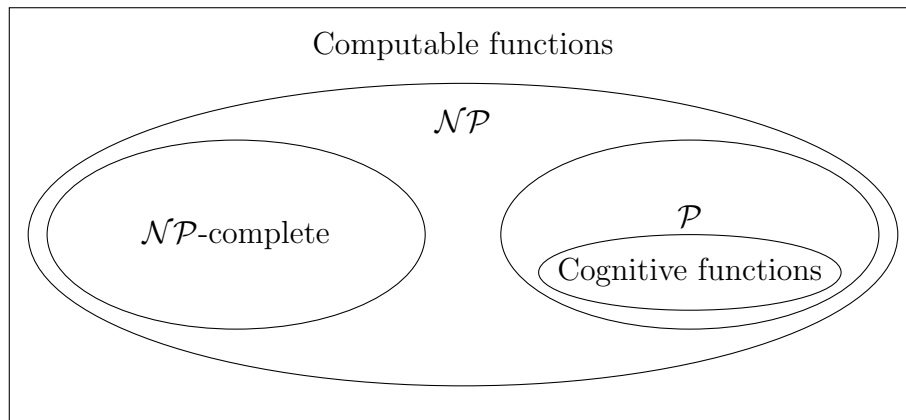 Computable functions
𝒩𝒫
𝒩𝒫-complete
𝒫
Cognitive functions